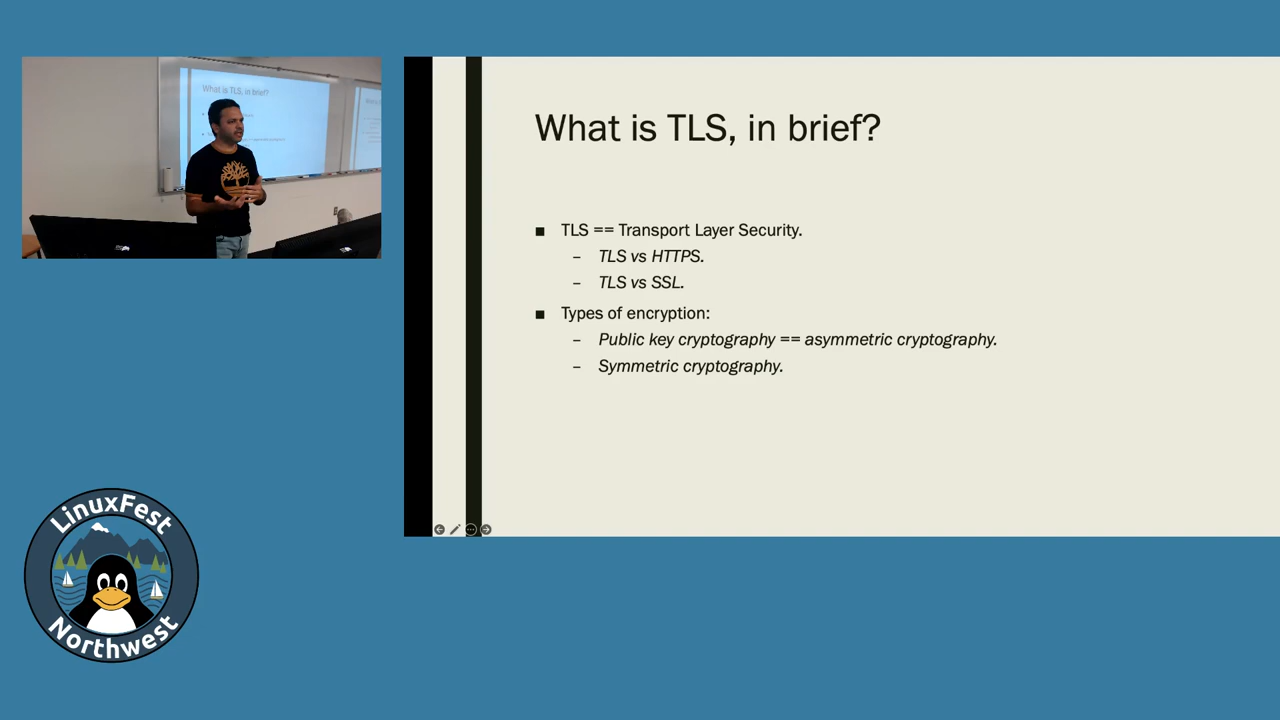 What is TLS, in brief?
What is TLS, in brief?
■ TLS == Transport Layer Security.
– TLS vs HTTPS.
– TLS vs SSL.
■ Types of encryption:
– Public key cryptography == asymmetric cryptography.
– Symmetric cryptography.
LinuxFest
Northwest